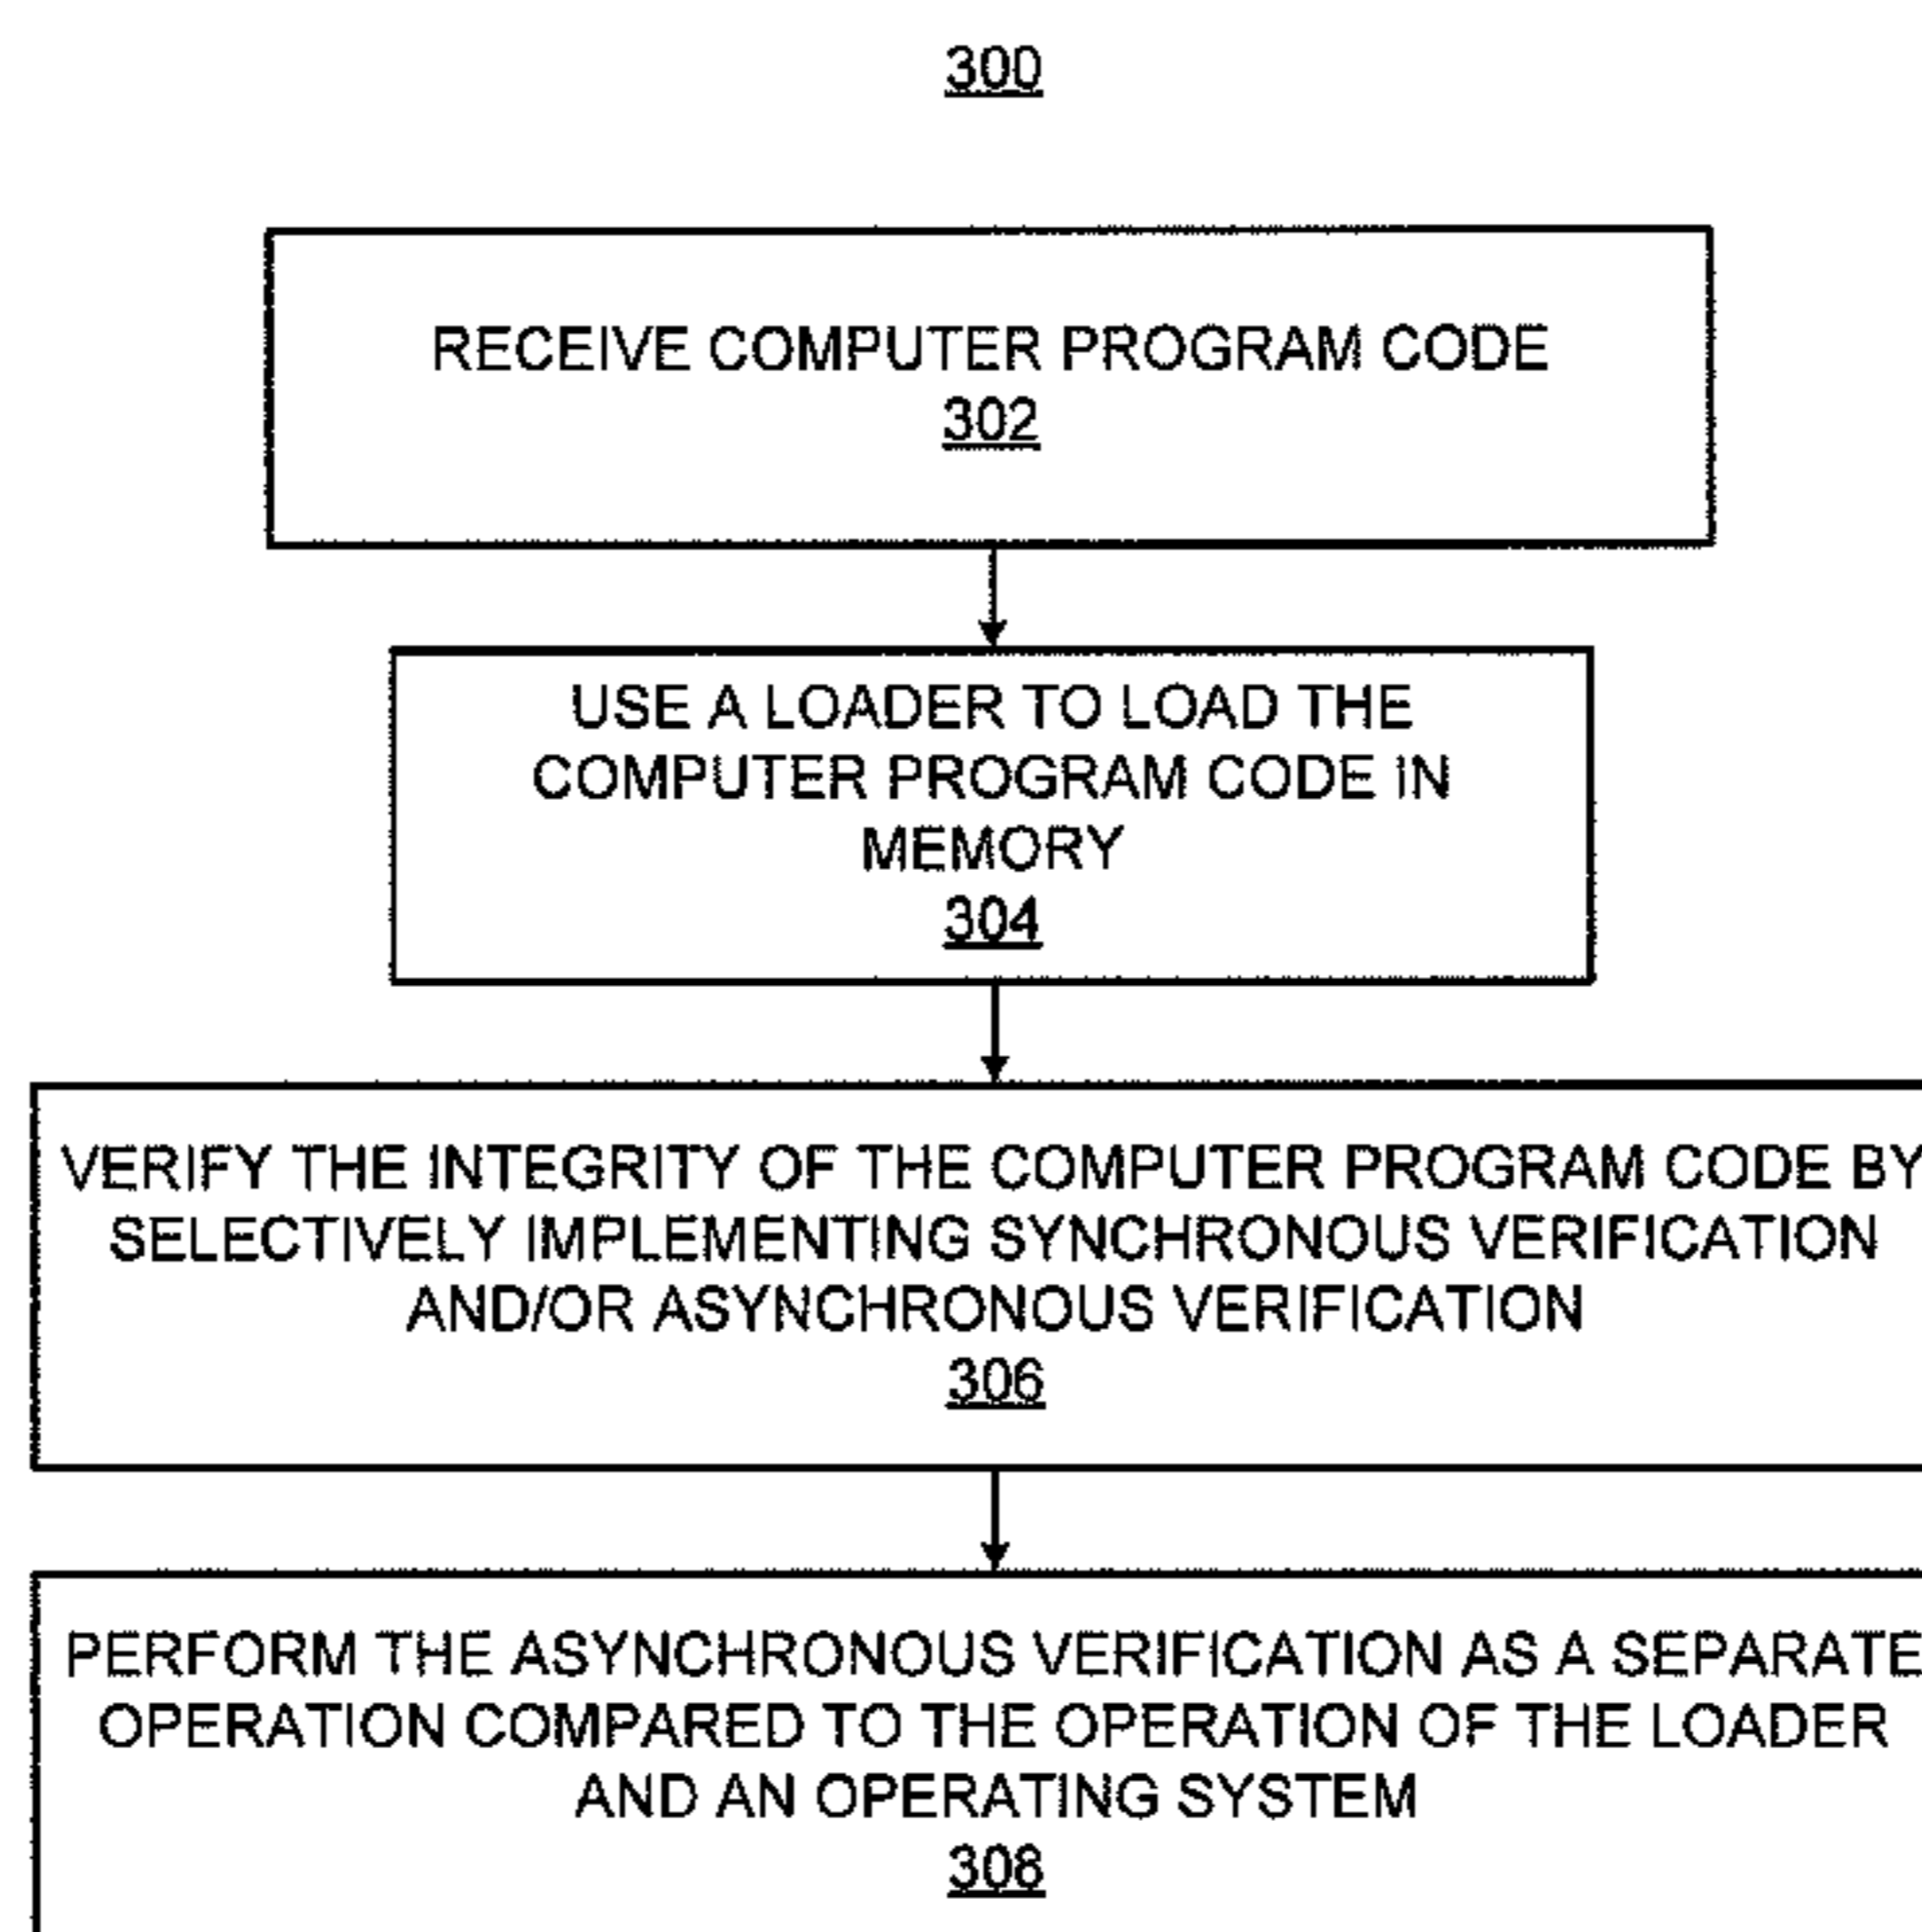 300
RECEIVE COMPUTER PROGRAM CODE
302
USE A LOADER TO LOAD THE
COMPUTER PROGRAM CODE IN
MEMORY
304
VERIFY THE INTEGRITY OF THE COMPUTER PROGRAM CODE BY
SELECTIVELY IMPLEMENTING SYNCHRONOUS VERIFICATION
AND/OR ASYNCHRONOUS VERIFICATION
306
PERFORM THE ASYNCHRONOUS VERIFICATION AS A SEPARATE
OPERATION COMPARED TO THE OPERATION OF THE LOADER
AND AN OPERATING SYSTEM
308